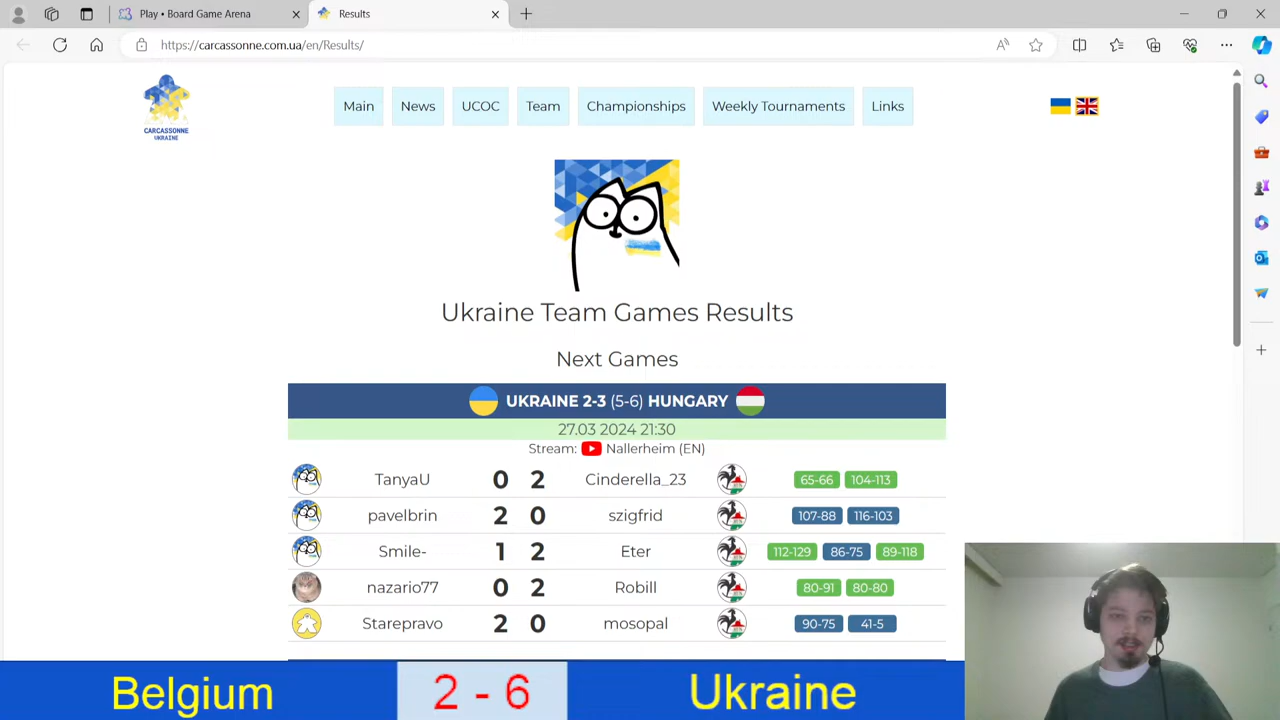 Play • Board Game Arena
Results
https://carcassonne.com.ua/en/Results/
CARCASSONNE
UKRAINE
Main
News
UCOC
Team
Championships
Weekly Tournaments
Links
Ukraine Team Games Results
Next Games
UKRAINE 2-3 (5-6) HUNGARY
27.03 2024 21:30
Stream: Nallerheim (EN)
TanyaU 0 2 Cinderella_23 65-66 104-113
pavelbrin 2 0 szigfrid 107-88 116-103
Smile- 1 2 Eter 112-129 86-75 89-118
nazario77 0 2 Robill 80-91 80-80
Starepravo 2 0 mosopal 90-75 41-5
Belgium 2 - 6 Ukraine